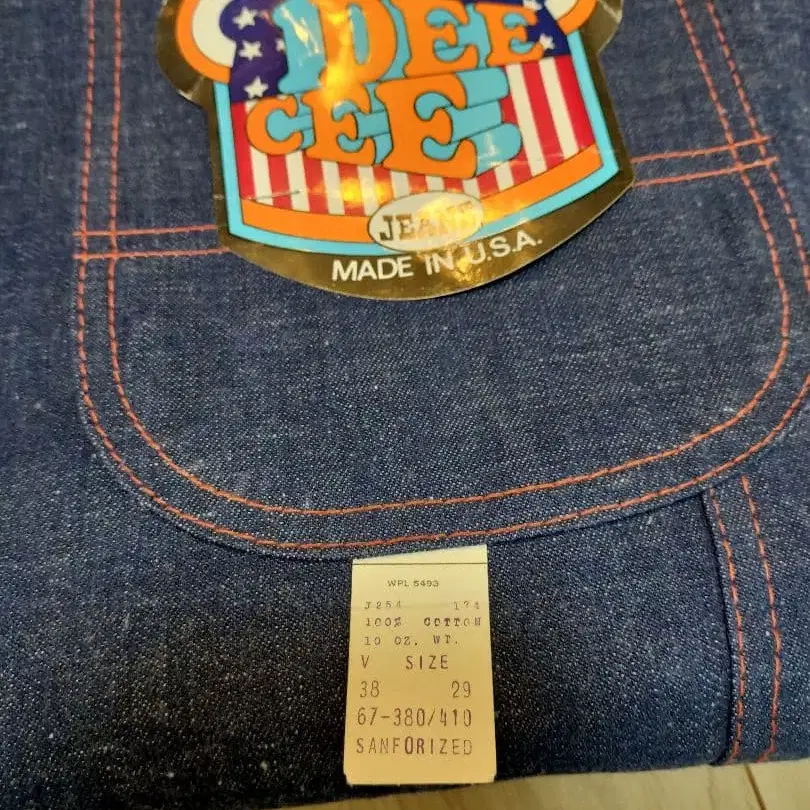 DEE
CEE
JEANS
MADE IN U.S.A.
WPL 5493
J254 174
100% COTTON
10 OZ. WT.
V SIZE
38 29
67-380/410
SANFORIZED